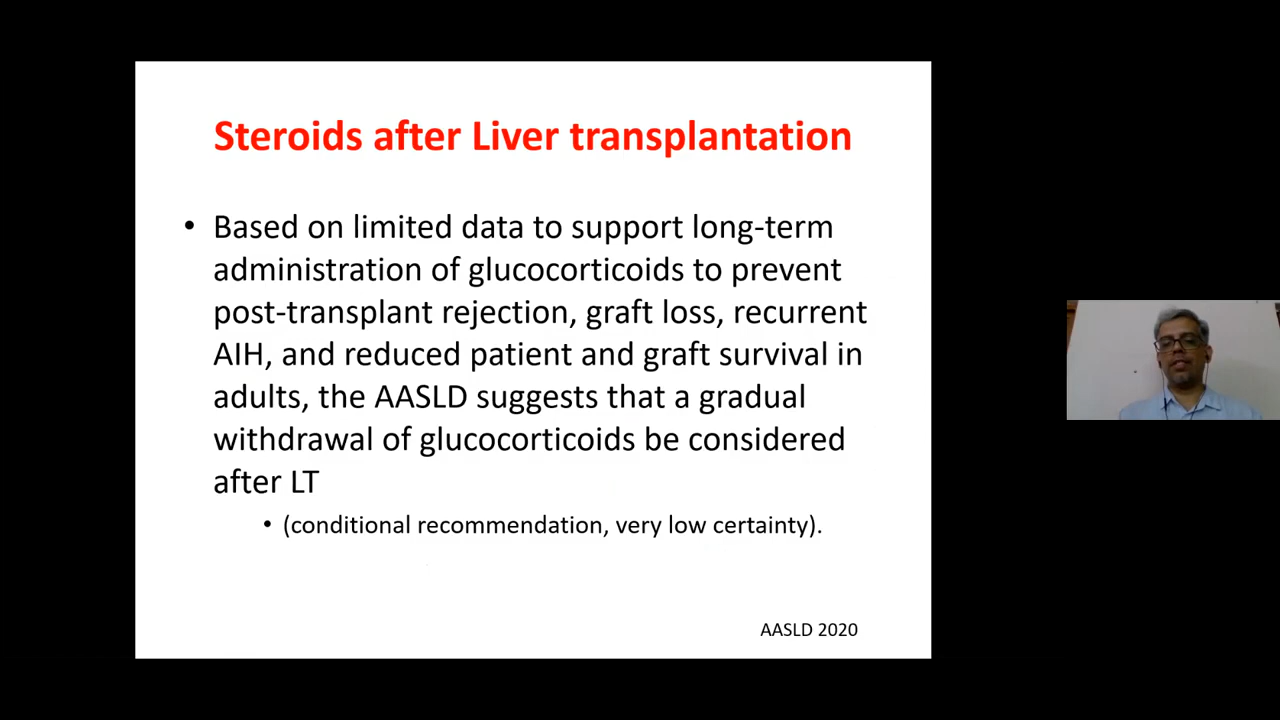 Steroids after Liver transplantation
• Based on limited data to support long-term
administration of glucocorticoids to prevent
post-transplant rejection, graft loss, recurrent
AIH, and reduced patient and graft survival in
adults, the AASLD suggests that a gradual
withdrawal of glucocorticoids be considered
after LT
• (conditional recommendation, very low certainty).
AASLD 2020